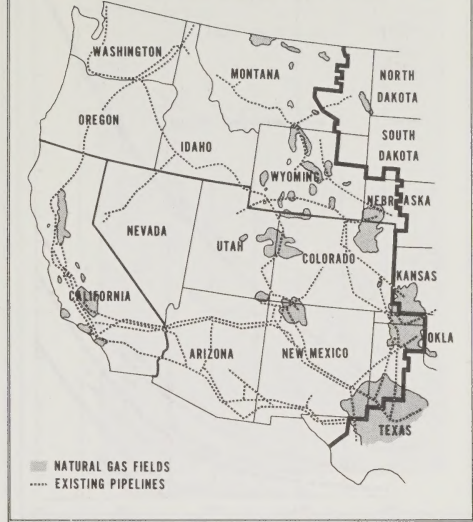 WASHINGTON
MONTANA
NORTH
DAKOTA
OREGON
IDAHO
SOUTH
DAKOTA
WYOMING
NEBRASKA
NEVADA
UTAH
COLORADO
KANSAS
CALIFORNIA
OKLA
ARIZONA
NEW MEXICO
TEXAS
NATURAL GAS FIELDS
EXISTING PIPELINES